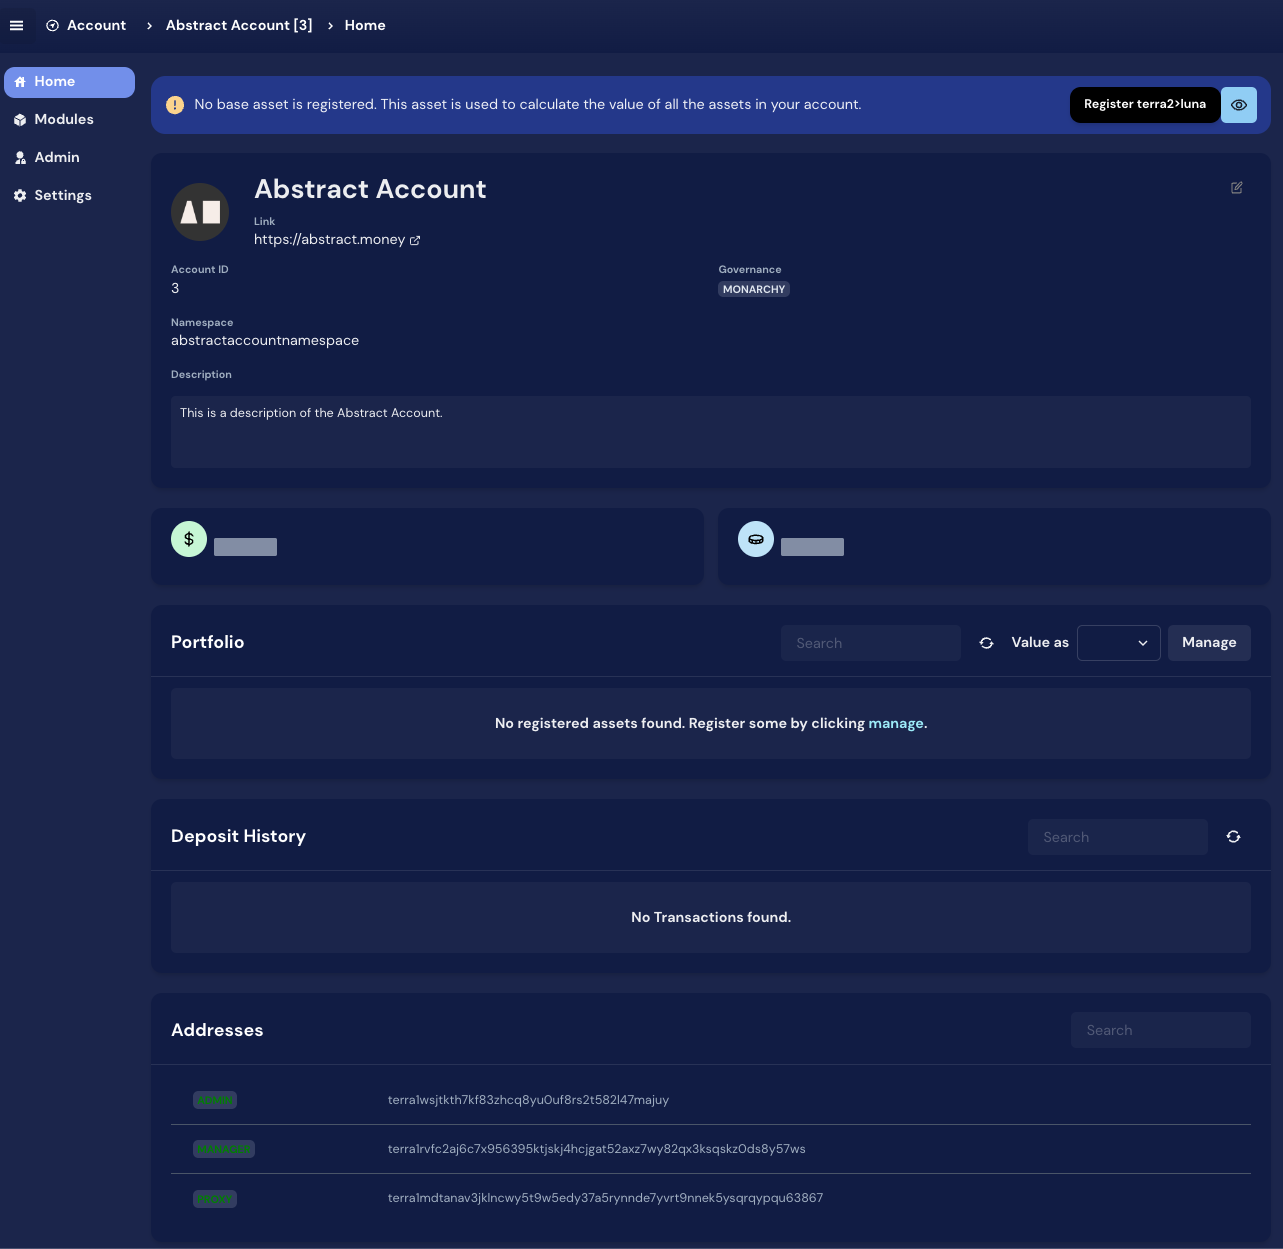 Account > Abstract Account [3] > Home
Home
Modules
Admin
Settings
No base asset is registered. This asset is used to calculate the value of all the assets in your account.
Register terra2>luna
Abstract Account
Link
https://abstract.money
Account ID
3
Governance
MONARCHY
Namespace
abstractaccountnamespace
Description
This is a description of the Abstract Account.
$
Portfolio
Search
Value as
Manage
No registered assets found. Register some by clicking manage.
Deposit History
Search
No Transactions found.
Addresses
Search
ADMIN terra1wsjtkth7kf83zhcq8yu0uf8rs2t582l47majuy
MANAGER terra1rvfc2aj6c7x956395ktjskj4hcjgat52axz7wy82qx3ksqskz0ds8y57ws
PROXY terra1mdtanav3jklncwy5t9w5edy37a5rynnde7yvrt9nnek5ysqrqypqu63867